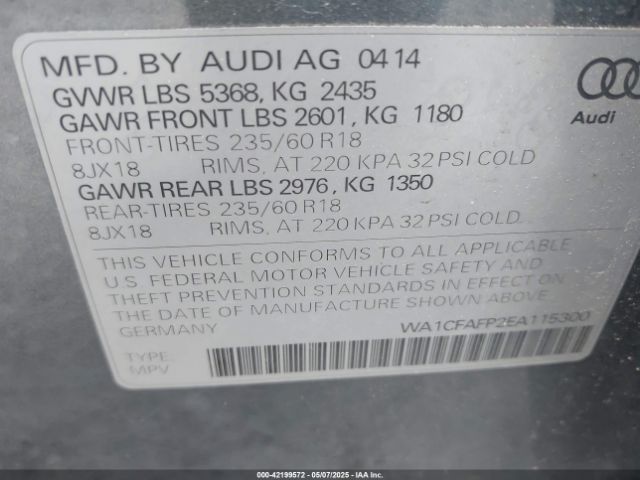 MFD. BY AUDI AG 04 14
GVWR LBS 5368, KG 2435
GAWR FRONT LBS 2601, KG 1180
FRONT-TIRES 235/60 R18
8JX18 RIMS, AT 220 KPA 32 PSI COLD
GAWR REAR LBS 2976, KG 1350
REAR-TIRES 235/60 R18
8JX18 RIMS, AT 220 KPA 32 PSI COLD.
Audi
THIS VEHICLE CONFORMS TO ALL APPLICABLE
U.S. FEDERAL MOTOR VEHICLE SAFETY AND
THEFT PREVENTION STANDARDS IN EFFECT ON THE
DATE OF MANUFACTURE SHOWN ABOVE.
GERMANY WA1CFAFP2EA115300
TYPE:
MPV
000-42199572 - 05/07/2025 - IAA Inc.